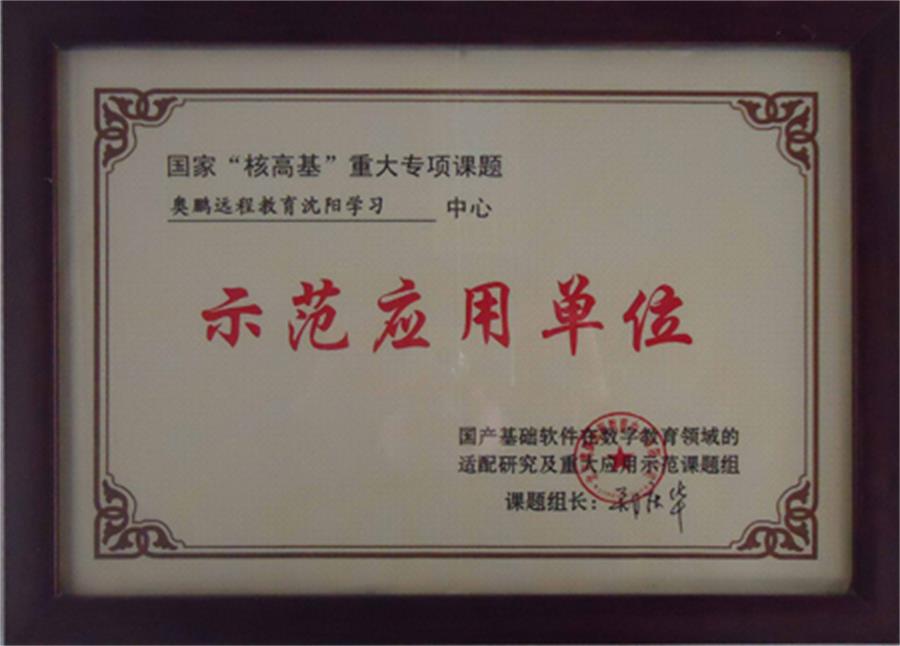 国家“核高基”重大专项课题
奥鹏远程教育沈阳学习 中心
示范应用单位
国产基础软件在数字教育领域的
适配研究及重大应用示范课题组
课题组长：